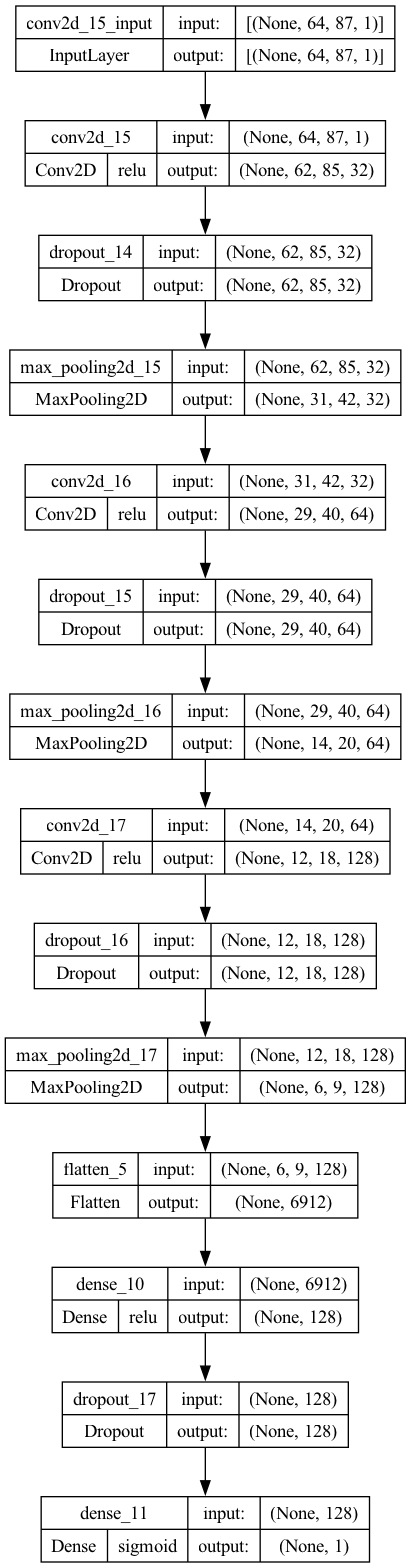 conv2d_15_input input: [(None, 64, 87, 1)]
InputLayer output: [(None, 64, 87, 1)]
conv2d_15 input: (None, 64, 87, 1)
Conv2D relu output: (None, 62, 85, 32)
dropout_14 input: (None, 62, 85, 32)
Dropout output: (None, 62, 85, 32)
max_pooling2d_15 input: (None, 62, 85, 32)
MaxPooling2D output: (None, 31, 42, 32)
conv2d_16 input: (None, 31, 42, 32)
Conv2D relu output: (None, 29, 40, 64)
dropout_15 input: (None, 29, 40, 64)
Dropout output: (None, 29, 40, 64)
max_pooling2d_16 input: (None, 29, 40, 64)
MaxPooling2D output: (None, 14, 20, 64)
conv2d_17 input: (None, 14, 20, 64)
Conv2D relu output: (None, 12, 18, 128)
dropout_16 input: (None, 12, 18, 128)
Dropout output: (None, 12, 18, 128)
max_pooling2d_17 input: (None, 12, 18, 128)
MaxPooling2D output: (None, 6, 9, 128)
flatten_5 input: (None, 6, 9, 128)
Flatten output: (None, 6912)
dense_10 input: (None, 6912)
Dense relu output: (None, 128)
dropout_17 input: (None, 128)
Dropout output: (None, 128)
dense_11 input: (None, 128)
Dense sigmoid output: (None, 1)